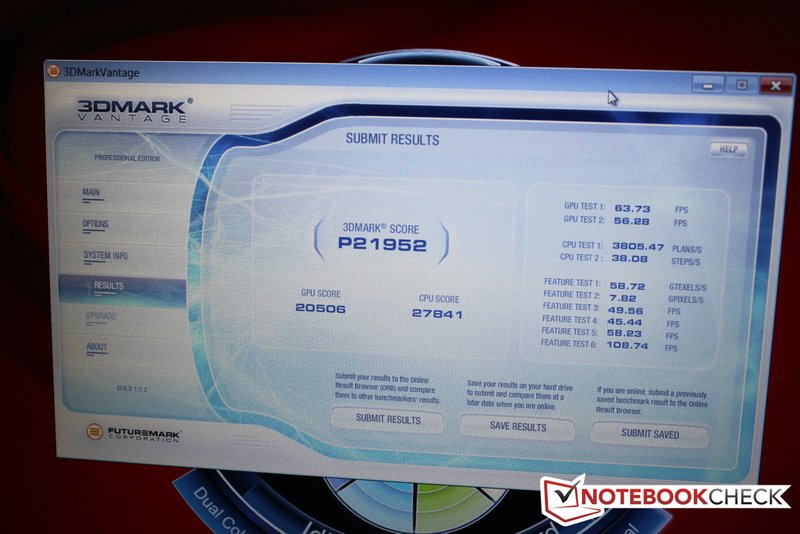 3DMarkVantage
3DMARK®
VANTAGE
PROFESSIONAL EDITION
MAIN
OPTIONS
SYSTEM INFO
RESULTS
UPGRADE
ABOUT
BUILD 1.0.2
FUTUREMARK
CORPORATION
SUBMIT RESULTS
HELP
3DMARK® SCORE
P21952
GPU SCORE
20506
CPU SCORE
27841
GPU TEST 1: 63.73 FPS
GPU TEST 2: 56.28 FPS
CPU TEST 1: 3805.47 PLANS/S
CPU TEST 2 : 38.08 STEPS/S
FEATURE TEST 1: 58.72 GTEXELS/S
FEATURE TEST 2: 7.82 GPIXELS/S
FEATURE TEST 3: 49.56 FPS
FEATURE TEST 4: 45.44 FPS
FEATURE TEST 5: 58.23 FPS
FEATURE TEST 6: 108.74 FPS
Submit your results to the Online
Result Browser (ORB) and compare
them to other benchmarkers' results.
SUBMIT RESULTS
Save your results on your hard drive
to submit and compare them at a
later date when you are online.
SAVE RESULTS
If you are online, submit a previously
saved benchmark result to the Online
Result Browser.
SUBMIT SAVED
Dual Co
NOTEBOOKCHECK